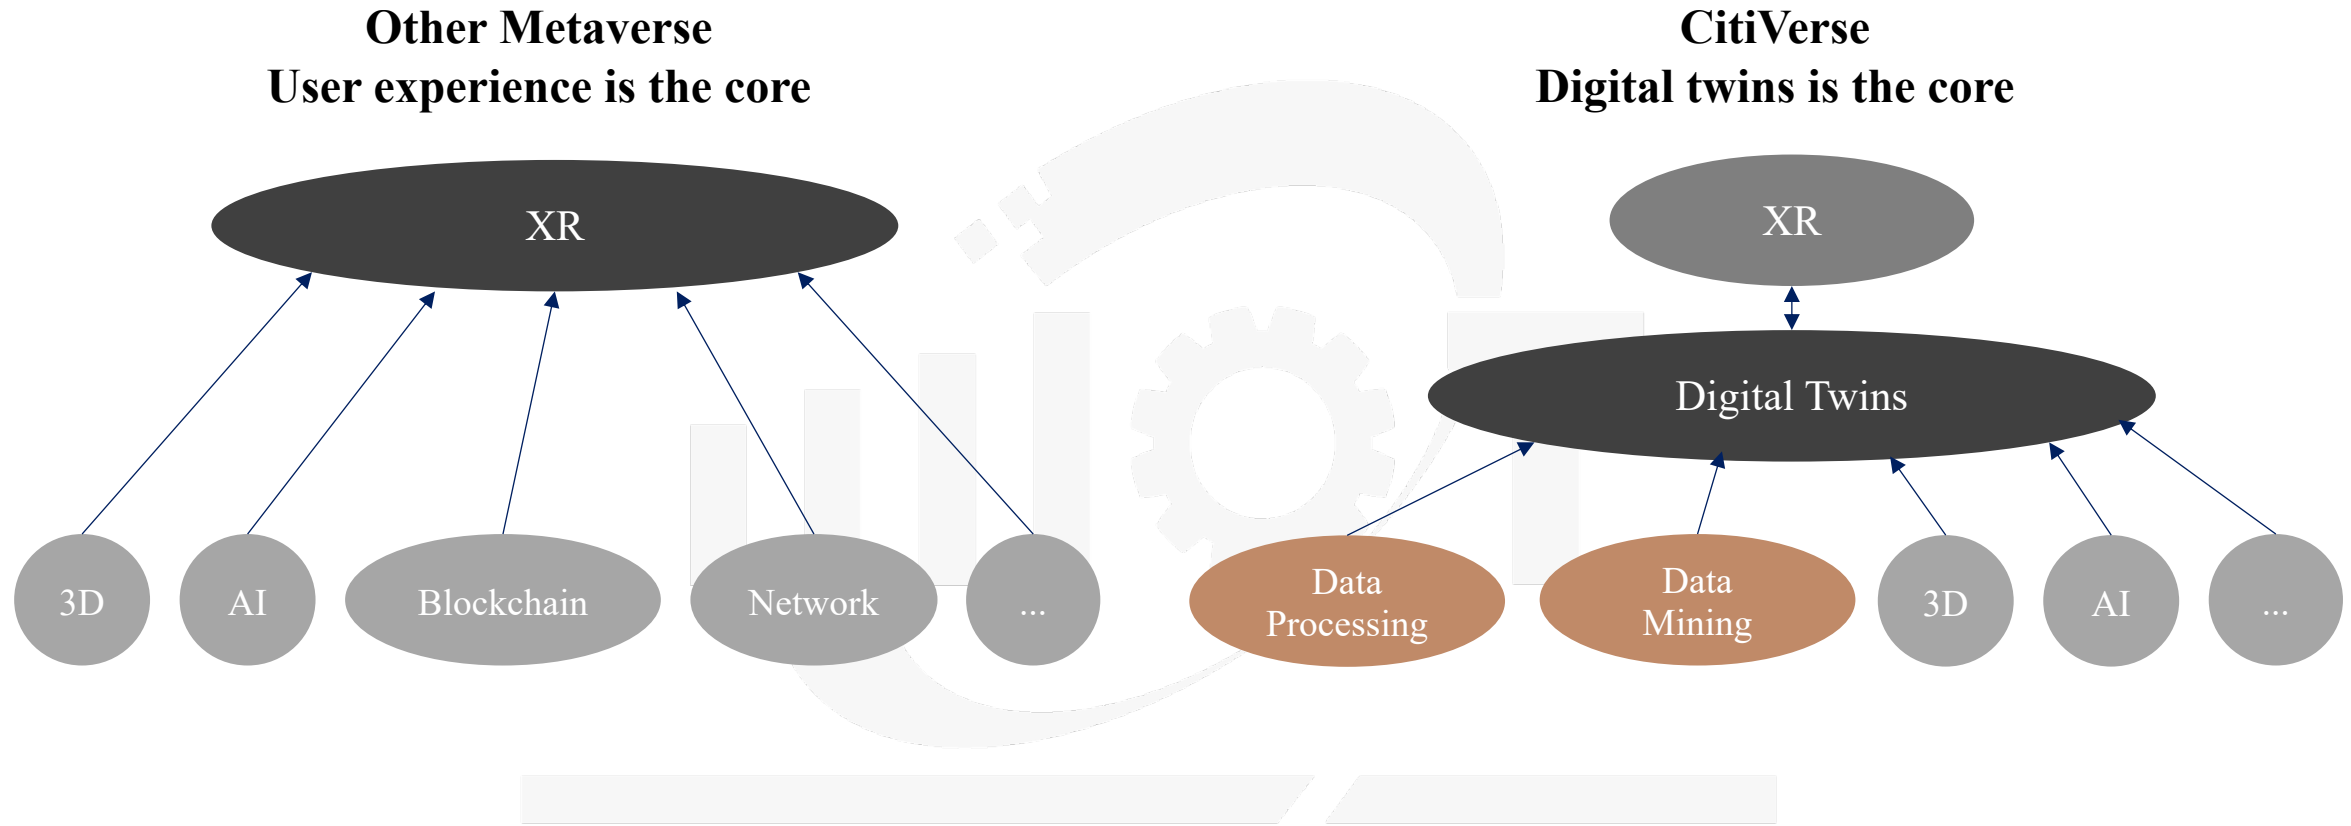 Other Metaverse
User experience is the core
XR
3D
AI
Blockchain
Network
...
CitiVerse
Digital twins is the core
XR
Digital Twins
Data
Processing
Data
Mining
3D
AI
...